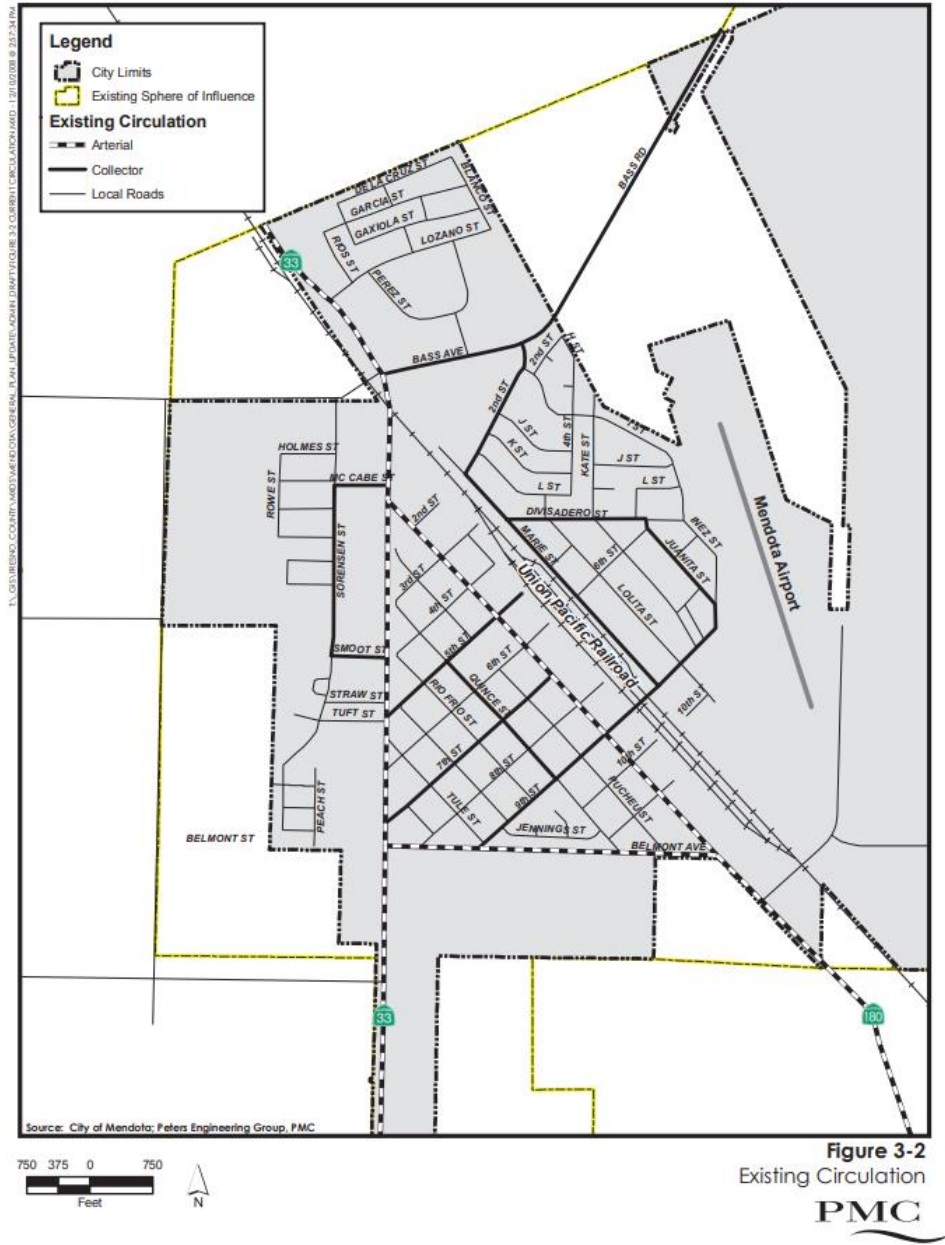 Legend
City Limits
Existing Sphere of Influence
Existing Circulation
Arterial
Collector
Local Roads
DE LA CRUZ ST
GARCIA ST
BLANCO ST
GAXIOLA ST
LOZANO ST
RIOS ST
PEREZ ST
33
BASS RD
BASS AVE
2nd ST
H ST
2nd ST
I ST
J ST
K ST
4th ST
KATE ST
J ST
L ST
L ST
HOLMES ST
MC CABE ST
ROWE ST
SORENSEN ST
2nd ST
DIVISADERO ST
MARIE ST
INEZ ST
JUANITA ST
6th ST
LOLITA ST
Mendota Airport
Union Pacific Railroad
3rd ST
4th ST
5th ST
6th ST
SMOOT ST
STRAW ST
TUFT ST
RIO FRIO ST
QUINCE ST
10th ST
7th ST
8th ST
9th ST
10th ST
PEACH ST
TULE ST
PUCHEU ST
JENNINGS ST
BELMONT ST
BELMONT AVE
33
180
Source: City of Mendota; Peters Engineering Group, PMC
750 375 0 750
Feet
N
Figure 3-2
Existing Circulation
PMC